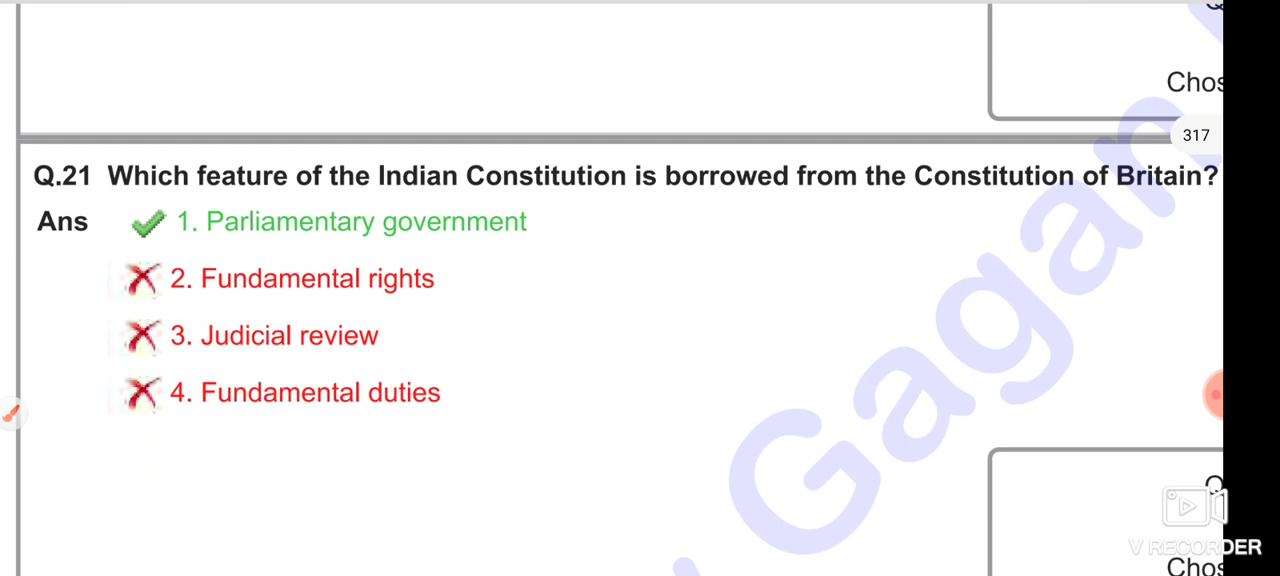 Chos
317
Q.21 Which feature of the Indian Constitution is borrowed from the Constitution of Britain?
Ans 1. Parliamentary government
2. Fundamental rights
3. Judicial review
4. Fundamental duties
Gagan
V RECORDER
Chos